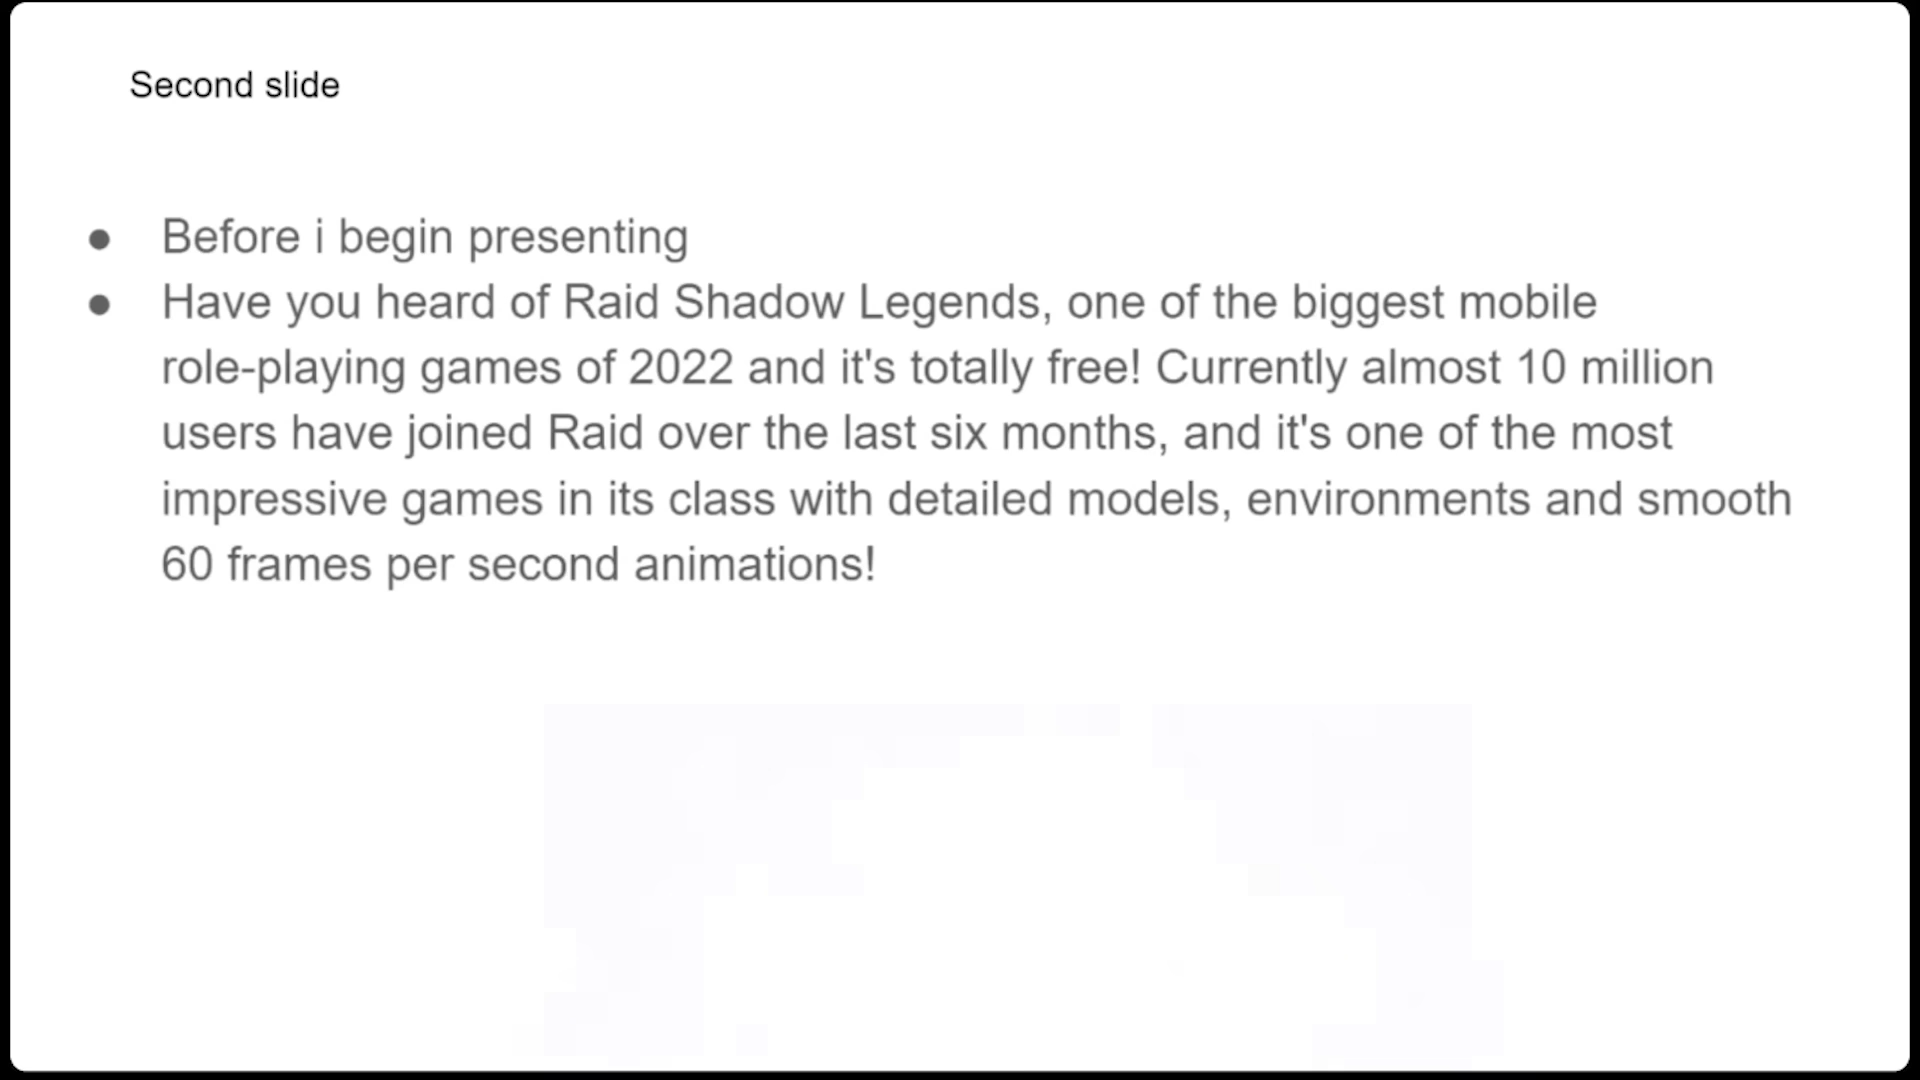 Second slide
● Before i begin presenting
● Have you heard of Raid Shadow Legends, one of the biggest mobile
role-playing games of 2022 and it's totally free! Currently almost 10 million
users have joined Raid over the last six months, and it's one of the most
impressive games in its class with detailed models, environments and smooth
60 frames per second animations!